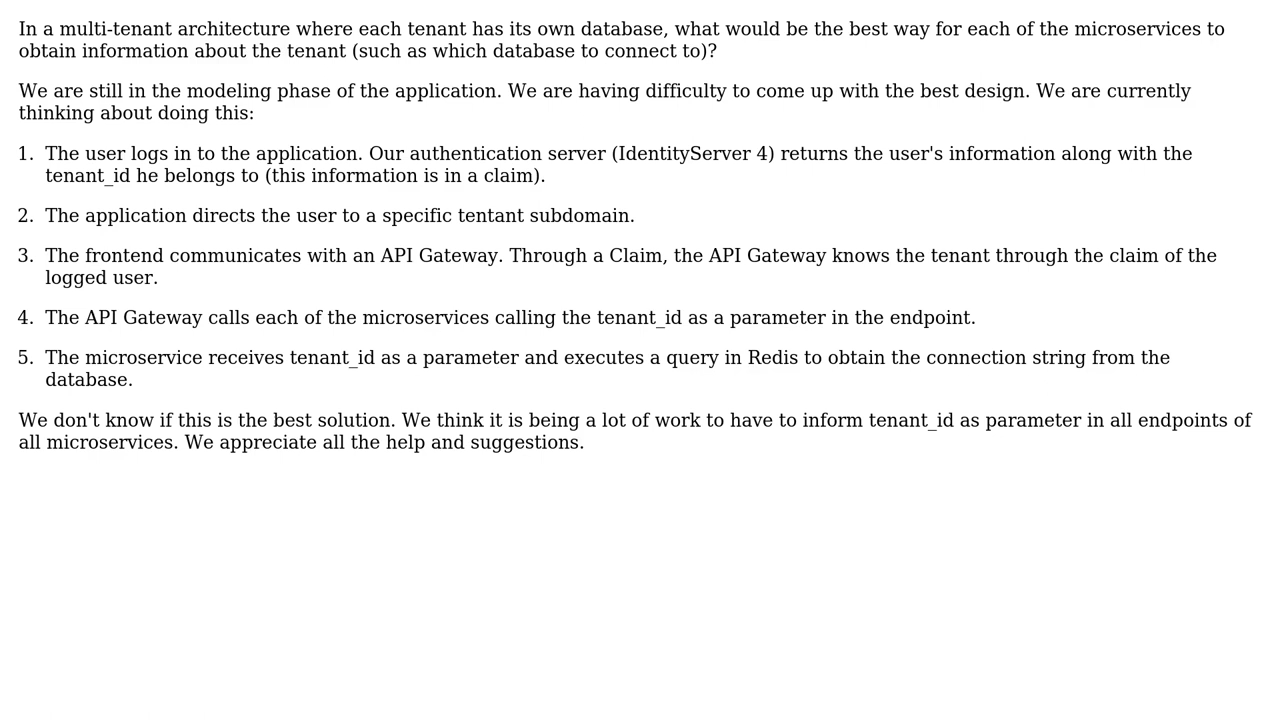 In a multi-tenant architecture where each tenant has its own database, what would be the best way for each of the microservices to
obtain information about the tenant (such as which database to connect to)?
We are still in the modeling phase of the application. We are having difficulty to come up with the best design. We are currently
thinking about doing this:
1. The user logs in to the application. Our authentication server (IdentityServer 4) returns the user's information along with the
tenant_id he belongs to (this information is in a claim).
2. The application directs the user to a specific tentant subdomain.
3. The frontend communicates with an API Gateway. Through a Claim, the API Gateway knows the tenant through the claim of the
logged user.
4. The API Gateway calls each of the microservices calling the tenant_id as a parameter in the endpoint.
5. The microservice receives tenant_id as a parameter and executes a query in Redis to obtain the connection string from the
database.
We don't know if this is the best solution. We think it is being a lot of work to have to inform tenant_id as parameter in all endpoints of
all microservices. We appreciate all the help and suggestions.